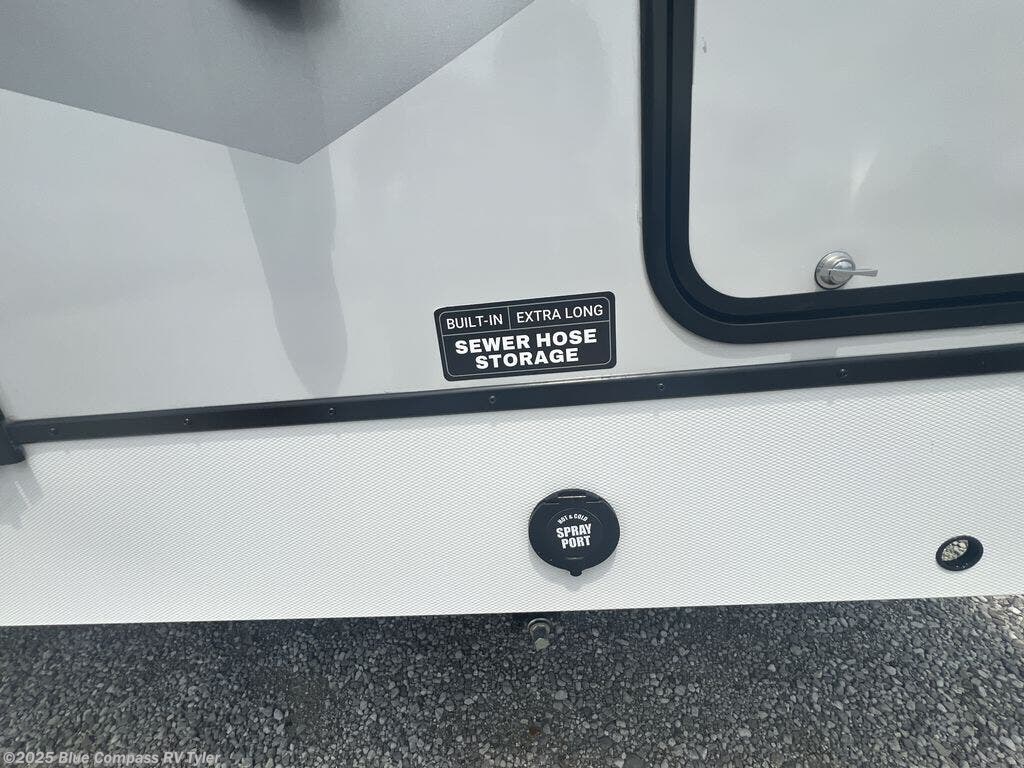 BUILT-IN EXTRA LONG
SEWER HOSE
STORAGE
HOT & COLD
SPRAY
PORT
©2025 Blue Compass RV Tyler